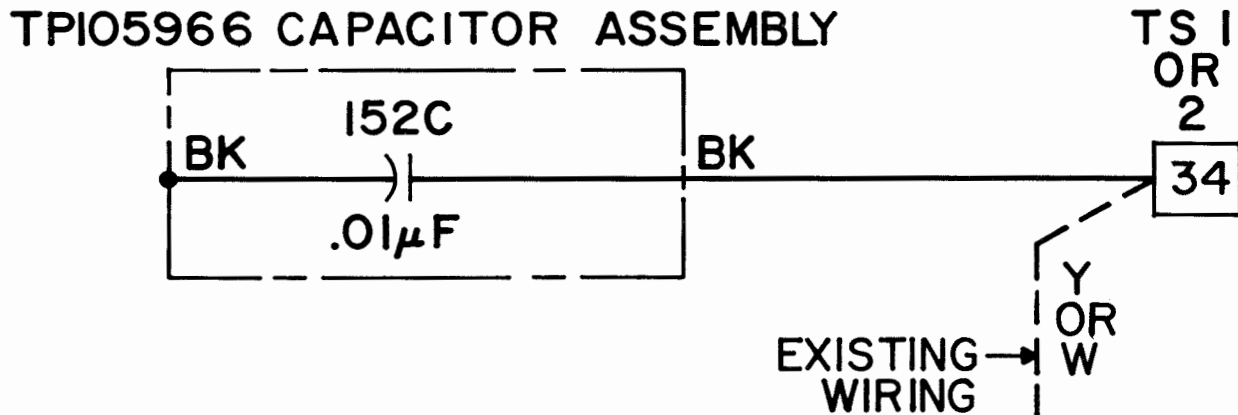 TP105966 CAPACITOR ASSEMBLY
TS 1
OR
2
152C
BK
BK
34
.01μF
Y
OR
W
EXISTING
WIRING